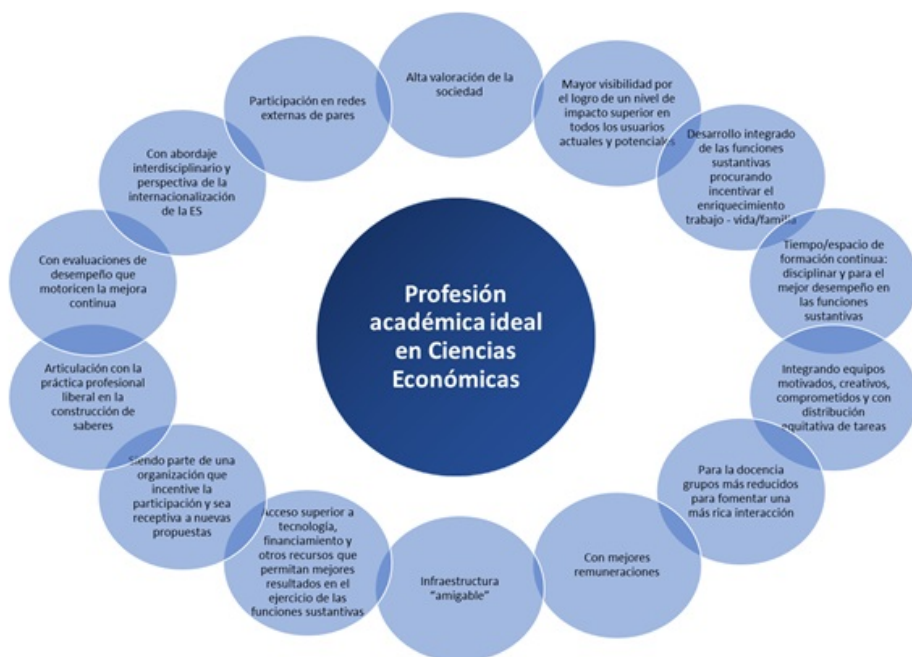 Alta valoración de la
sociedad
Mayor visibilidad por
el logro de un nivel de
impacto superior en
todos los usuarios
actuales y potenciales
Desarrollo integrado
de las funciones
sustantivas
procurando
incentivar el
enriquecimiento
trabajo - vida/familia
Tiempo/espacio de
formación continua:
disciplinar y para el
mejor desempeño en
las funciones
sustantivas
Integrando equipos
motivados, creativos,
comprometidos y con
distribución
equitativa de tareas
Para la docencia
grupos más reducidos
para fomentar una
más rica interacción
Con mejores
remuneraciones
Infraestructura
"amigable"
Acceso superior a
tecnología,
financiamiento y
otros recursos que
permitan mejores
resultados en el
ejercicio de las
funciones sustantivas
Siendo parte de una
organización que
incentive la
participación y sea
receptiva a nuevas
propuestas
Articulación con la
práctica profesional
liberal en la
construcción de
saberes
Con evaluaciones de
desempeño que
motoricen la mejora
continua
Con abordaje
interdisciplinario y
perspectiva de la
internacionalización
de la ES
Participación en redes
externas de pares
Profesión
académica ideal
en Ciencias
Económicas